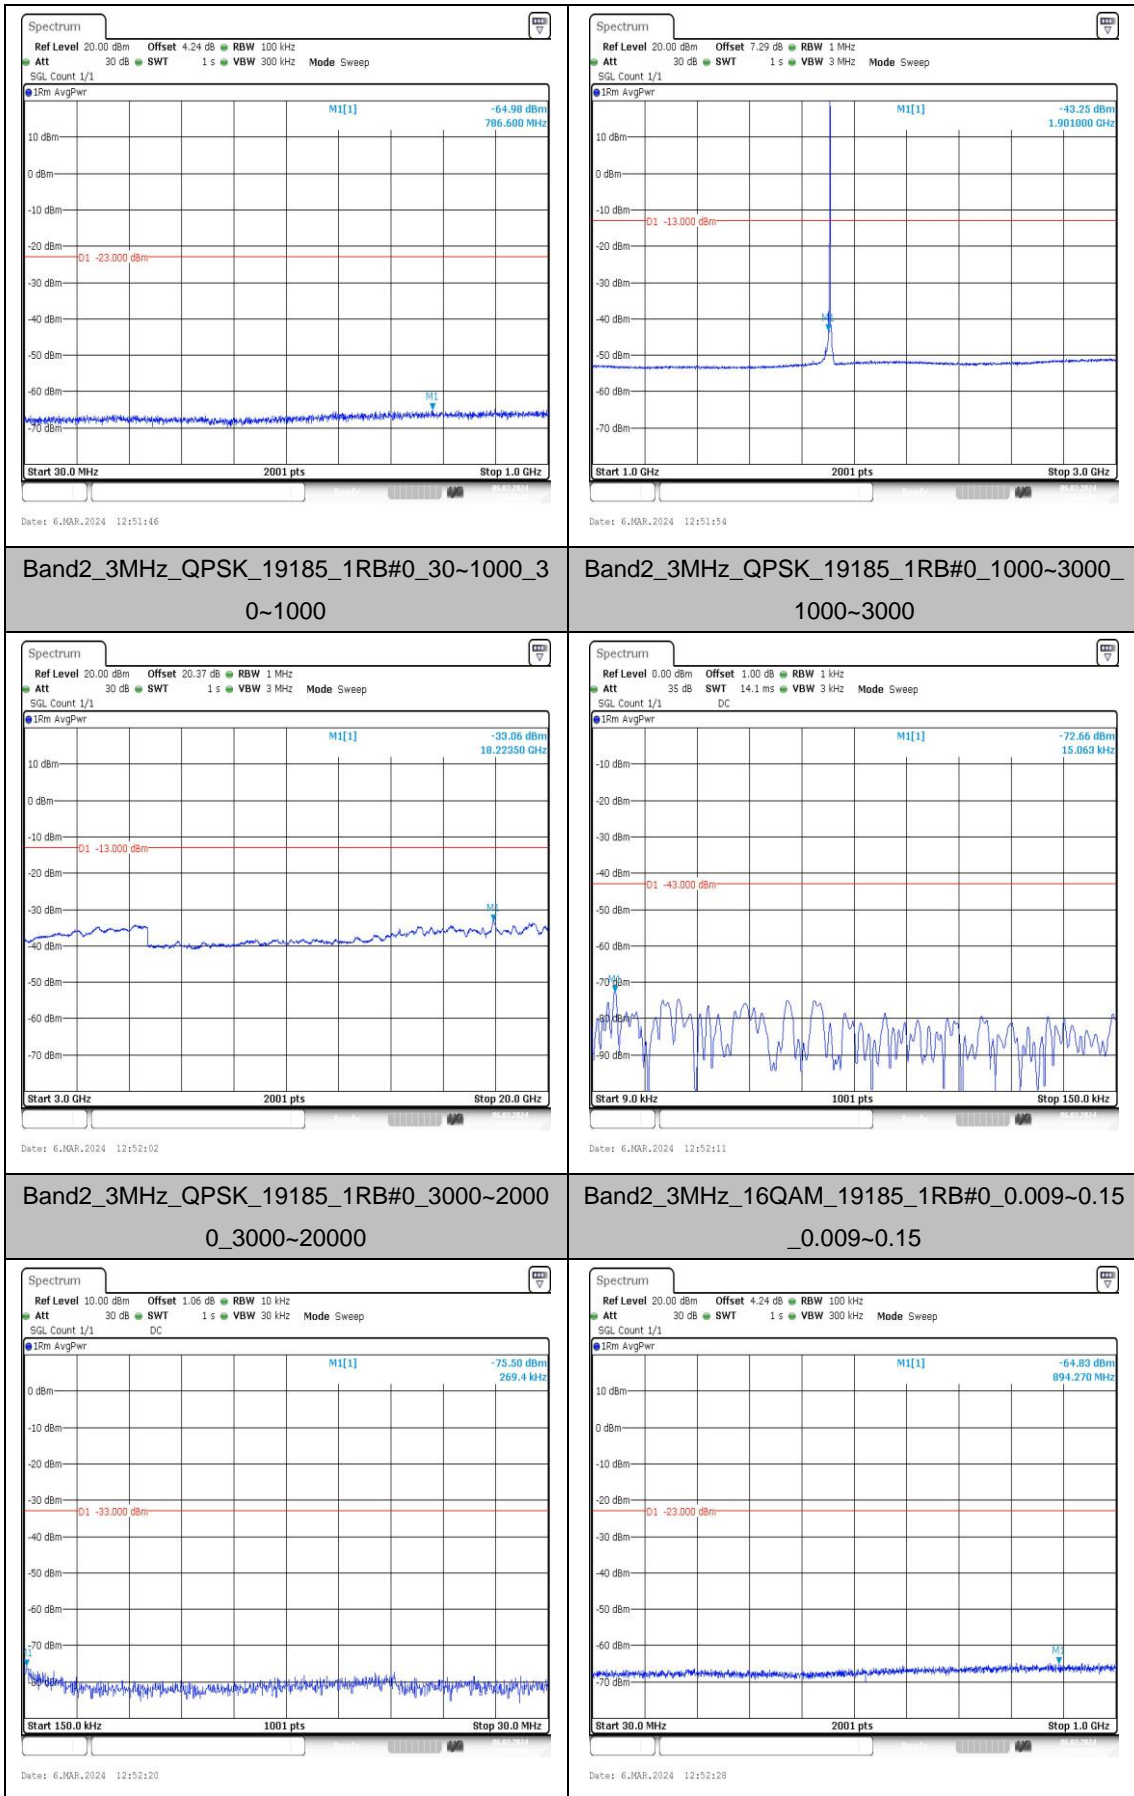 Spectrum
Ref Level 20.00 dBm Offset 4.24 dB RBW 100 kHz
Att 30 dB SWT 1 s VBW 300 kHz Mode Sweep
SGL Count 1/1
1Rm AvgPwr
M1[1] -64.98 dBm
786.600 MHz
10 dBm
0 dBm
-10 dBm
-20 dBm
D1 -23.000 dBm
-30 dBm
-40 dBm
-50 dBm
-60 dBm
M1
-70 dBm
Start 30.0 MHz 2001 pts Stop 1.0 GHz
Date: 6.MAR.2024 12:51:46
Spectrum
Ref Level 20.00 dBm Offset 7.29 dB RBW 1 MHz
Att 30 dB SWT 1 s VBW 3 MHz Mode Sweep
SGL Count 1/1
1Rm AvgPwr
M1[1] -43.25 dBm
1.901000 GHz
10 dBm
0 dBm
-10 dBm
D1 -13.000 dBm
-20 dBm
-30 dBm
-40 dBm
-50 dBm
-60 dBm
-70 dBm
Start 1.0 GHz 2001 pts Stop 3.0 GHz
Date: 6.MAR.2024 12:51:54
Band2_3MHz_QPSK_19185_1RB#0_30~1000_3
0~1000
Band2_3MHz_QPSK_19185_1RB#0_1000~3000_
1000~3000
Spectrum
Ref Level 20.00 dBm Offset 20.37 dB RBW 1 MHz
Att 30 dB SWT 1 s VBW 3 MHz Mode Sweep
SGL Count 1/1
1Rm AvgPwr
M1[1] -33.06 dBm
18.22350 GHz
10 dBm
0 dBm
-10 dBm
D1 -13.000 dBm
-20 dBm
-30 dBm
M1
-40 dBm
-50 dBm
-60 dBm
-70 dBm
Start 3.0 GHz 2001 pts Stop 20.0 GHz
Date: 6.MAR.2024 12:52:02
Spectrum
Ref Level 0.00 dBm Offset 1.00 dB RBW 1 kHz
Att 35 dB SWT 14.1 ms VBW 3 kHz Mode Sweep
SGL Count 1/1 DC
1Rm AvgPwr
M1[1] -72.66 dBm
15.063 kHz
-10 dBm
-20 dBm
-30 dBm
-40 dBm
D1 -43.000 dBm
-50 dBm
-60 dBm
-70 dBm
-80 dBm
-90 dBm
Start 9.0 kHz 1001 pts Stop 150.0 kHz
Date: 6.MAR.2024 12:52:11
Band2_3MHz_QPSK_19185_1RB#0_3000~2000
0_3000~20000
Band2_3MHz_16QAM_19185_1RB#0_0.009~0.15
_0.009~0.15
Spectrum
Ref Level 10.00 dBm Offset 1.06 dB RBW 10 kHz
Att 30 dB SWT 1 s VBW 30 kHz Mode Sweep
SGL Count 1/1 DC
1Rm AvgPwr
M1[1] -75.50 dBm
269.4 kHz
0 dBm
-10 dBm
-20 dBm
-30 dBm
D1 -33.000 dBm
-40 dBm
-50 dBm
-60 dBm
-70 dBm
-80 dBm
Start 150.0 kHz 1001 pts Stop 30.0 MHz
Date: 6.MAR.2024 12:52:20
Spectrum
Ref Level 20.00 dBm Offset 4.24 dB RBW 100 kHz
Att 30 dB SWT 1 s VBW 300 kHz Mode Sweep
SGL Count 1/1
1Rm AvgPwr
M1[1] -64.83 dBm
894.270 MHz
10 dBm
0 dBm
-10 dBm
-20 dBm
D1 -23.000 dBm
-30 dBm
-40 dBm
-50 dBm
-60 dBm
M1
-70 dBm
Start 30.0 MHz 2001 pts Stop 1.0 GHz
Date: 6.MAR.2024 12:52:28